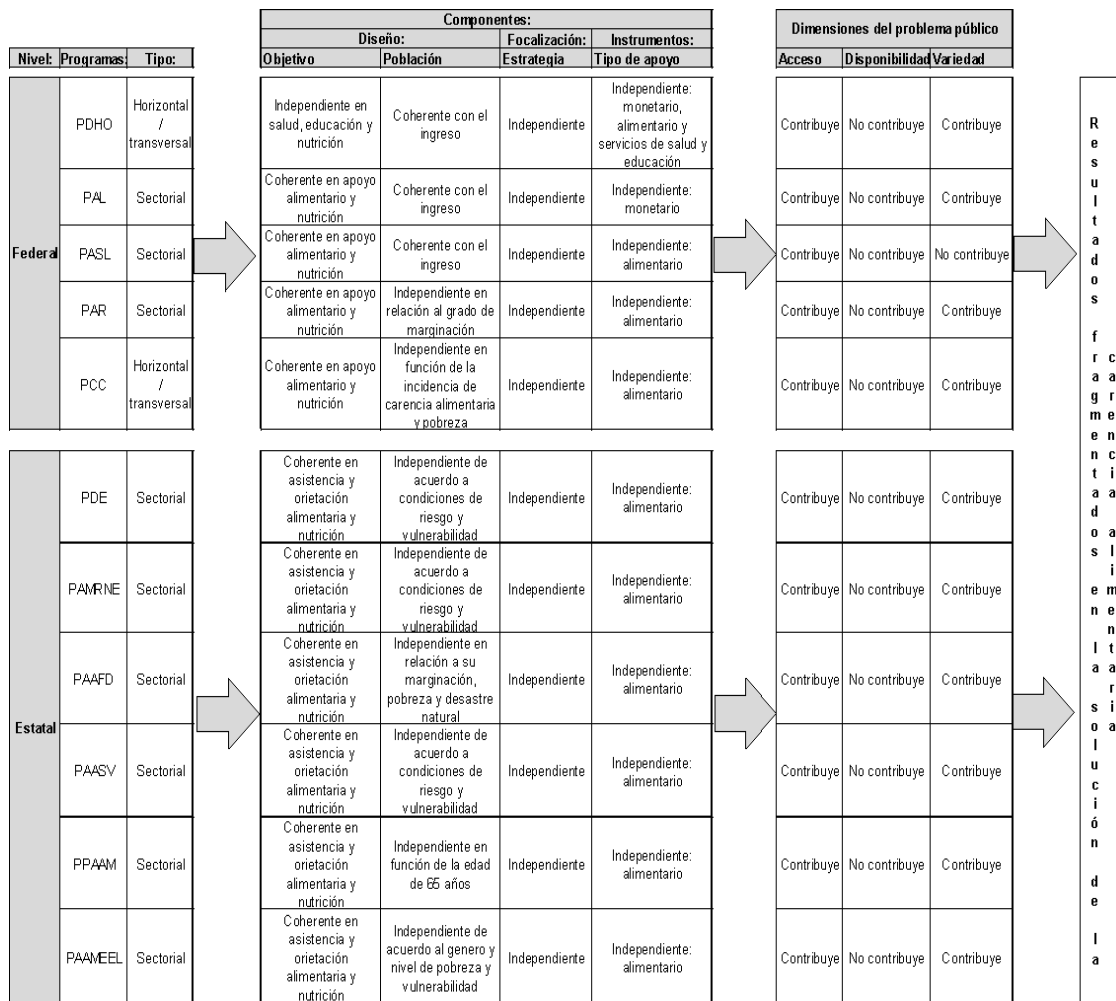 Componentes:
Dimensiones del problema público
Diseño:
Focalización:
Instrumentos:
Nivel:
Programas:
Tipo:
Objetivo
Población
Estrategia
Tipo de apoyo
Acceso
Disponibilidad
Variedad
Federal
PDHO
Horizontal
/
transversal
Independiente en
salud, educación y
nutrición
Coherente con el
ingreso
Independiente
Independiente:
monetario,
alimentario y
servicios de salud y
educación
Contribuye
No contribuye
Contribuye
PAL
Sectorial
Coherente en apoyo
alimentario y
nutrición
Coherente con el
ingreso
Independiente
Independiente:
monetario
Contribuye
No contribuye
Contribuye
PASL
Sectorial
Coherente en apoyo
alimentario y
nutrición
Coherente con el
ingreso
Independiente
Independiente:
alimentario
Contribuye
No contribuye
No contribuye
PAR
Sectorial
Coherente en apoyo
alimentario y
nutrición
Independiente en
relación al grado de
marginación
Independiente
Independiente:
alimentario
Contribuye
No contribuye
Contribuye
PCC
Horizontal
/
transversal
Coherente en apoyo
alimentario y
nutrición
Independiente en
función de la
incidencia de
carencia alimentaria
y pobreza
Independiente
Independiente:
alimentario
Contribuye
No contribuye
Contribuye
Estatal
PDE
Sectorial
Coherente en
asistencia y
orietación
alimentaria y
nutrición
Independiente de
acuerdo a
condiciones de
riesgo y
vulnerabilidad
Independiente
Independiente:
alimentario
Contribuye
No contribuye
Contribuye
PAMRNE
Sectorial
Coherente en
asistencia y
orietación
alimentaria y
nutrición
Independiente de
acuerdo a
condiciones de
riesgo y
vulnerabilidad
Independiente
Independiente:
alimentario
Contribuye
No contribuye
Contribuye
PAAFD
Sectorial
Coherente en
asistencia y
orietación
alimentaria y
nutrición
Independiente en
relación a su
marginación,
pobreza y desastre
natural
Independiente
Independiente:
alimentario
Contribuye
No contribuye
Contribuye
PAASV
Sectorial
Coherente en
asistencia y
orietación
alimentaria y
nutrición
Independiente de
acuerdo a
condiciones de
riesgo y
vulnerabilidad
Independiente
Independiente:
alimentario
Contribuye
No contribuye
Contribuye
PPAAM
Sectorial
Coherente en
asistencia y
orietación
alimentaria y
nutrición
Independiente en
función de la edad
de 65 años
Independiente
Independiente:
alimentario
Contribuye
No contribuye
Contribuye
PAAMEEL
Sectorial
Coherente en
asistencia y
orietación
alimentaria y
nutrición
Independiente de
acuerdo al genero y
nivel de pobreza y
vulnerabilidad
Independiente
Independiente:
alimentario
Contribuye
No contribuye
Contribuye
Resultados fragmentados en la solución de la
carencia alimentaria